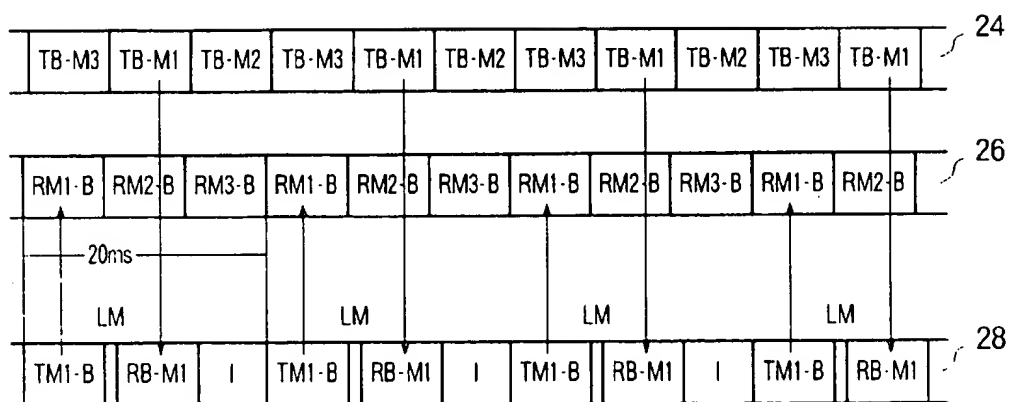 TB-M3 TB-M1 TB-M2 TB-M3 TB-M1 TB-M2 TB-M3 TB-M1 TB-M2 TB-M3 TB-M1 24
RM1-B RM2-B RM3-B RM1-B RM2-B RM3-B RM1-B RM2-B RM3-B RM1-B RM2-B 26
20ms
LM LM LM LM
TM1-B RB-M1 I TM1-B RB-M1 I TM1-B RB-M1 I TM1-B RB-M1 28